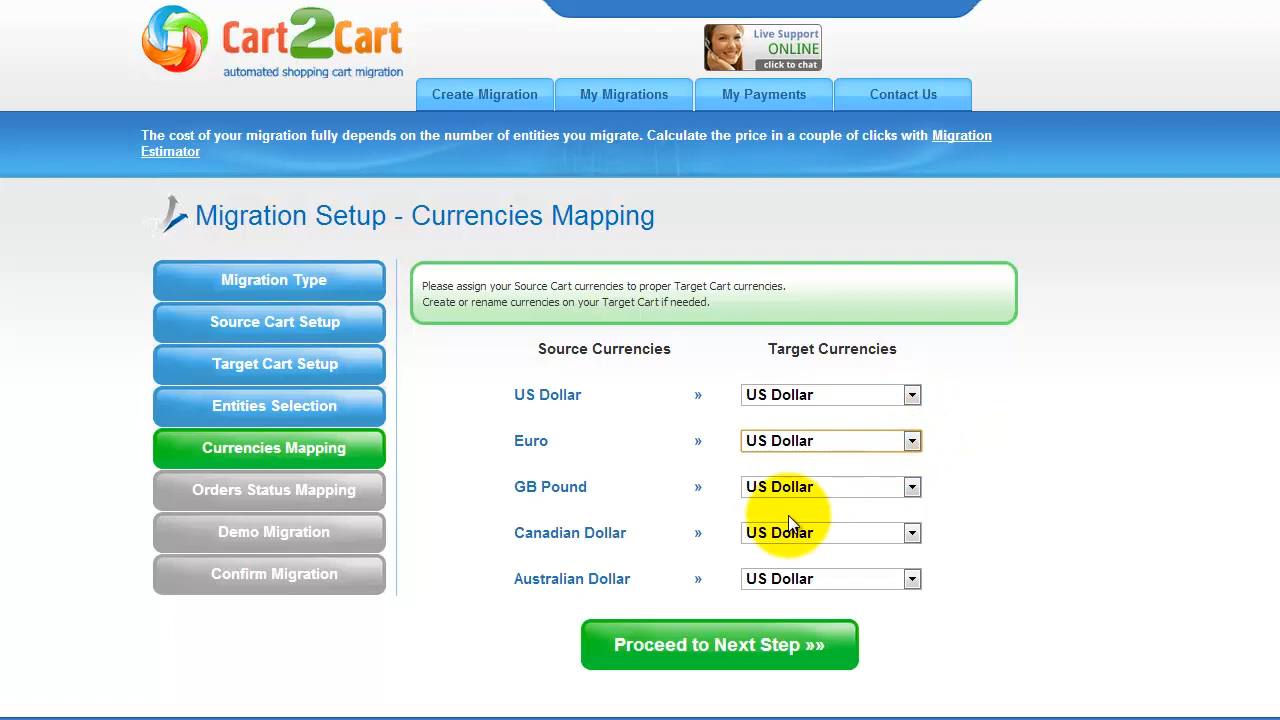 Cart2Cart
automated shopping cart migration
Live Support
ONLINE
click to chat
Create Migration
My Migrations
My Payments
Contact Us
The cost of your migration fully depends on the number of entities you migrate. Calculate the price in a couple of clicks with Migration
Estimator
Migration Setup - Currencies Mapping
Migration Type
Source Cart Setup
Target Cart Setup
Entities Selection
Currencies Mapping
Orders Status Mapping
Demo Migration
Confirm Migration
Please assign your Source Cart currencies to proper Target Cart currencies.
Create or rename currencies on your Target Cart if needed.
Source Currencies Target Currencies
US Dollar » US Dollar
Euro » US Dollar
GB Pound » US Dollar
Canadian Dollar » US Dollar
Australian Dollar » US Dollar
Proceed to Next Step »»